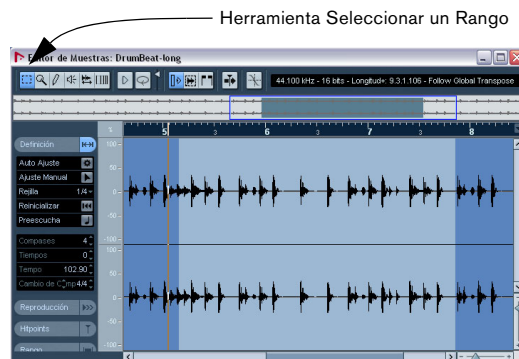 Herramienta Seleccionar un Rango
Editor de Muestras: DrumBeat-long
44.100 kHz - 16 bits - Longitud+: 9.3.1.106 - Follow Global Transpose
% 5 3 6 3 7 3 8
Definición
Auto Ajuste
Ajuste Manual
Rejilla 1/4
Reinicializar
Preescucha
Compases 4
Tiempos 0
Tempo 102.90
Cambio de C mp 4/4
Reproducción
Hitpoints
Rango
100
50
0
-50
-100
100
50
0
-50
-100